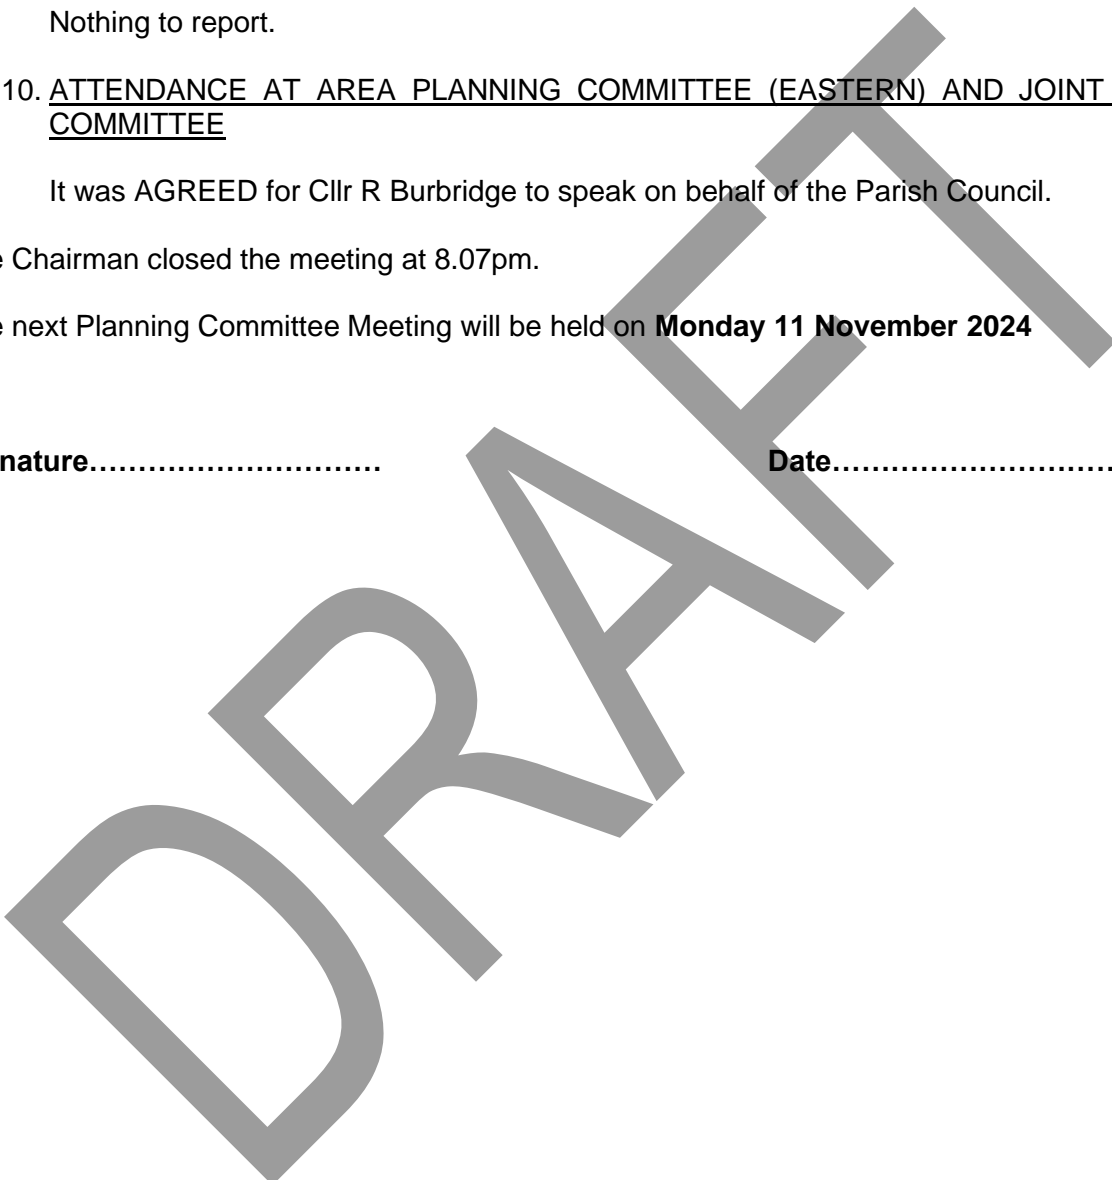 Nothing to report.
10. ATTENDANCE AT AREA PLANNING COMMITTEE (EASTERN) AND JOINT
COMMITTEE
It was AGREED for Cllr R Burbridge to speak on behalf of the Parish Council.
e Chairman closed the meeting at 8.07pm.
e next Planning Committee Meeting will be held on Monday 11 November 2024
nature………………………… Date…………………………
DRAFT